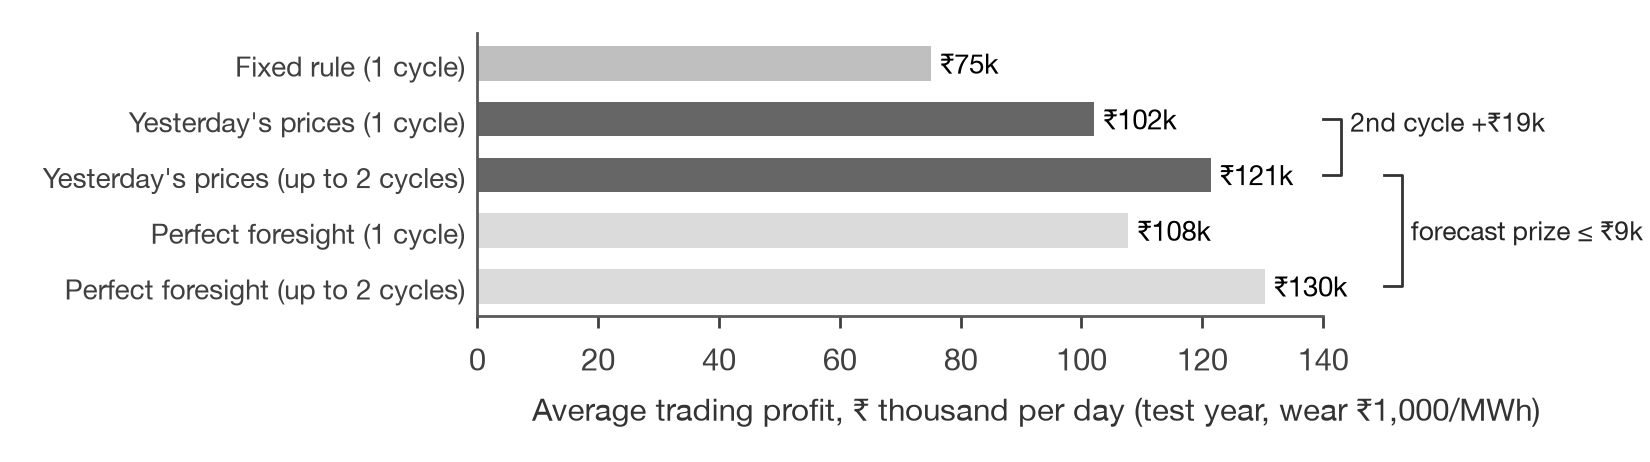 Fixed rule (1 cycle) ₹75k
Yesterday's prices (1 cycle) ₹102k
2nd cycle +₹19k
Yesterday's prices (up to 2 cycles) ₹121k
Perfect foresight (1 cycle) ₹108k
forecast prize ≤ ₹9k
Perfect foresight (up to 2 cycles) ₹130k
0 20 40 60 80 100 120 140
Average trading profit, ₹ thousand per day (test year, wear ₹1,000/MWh)